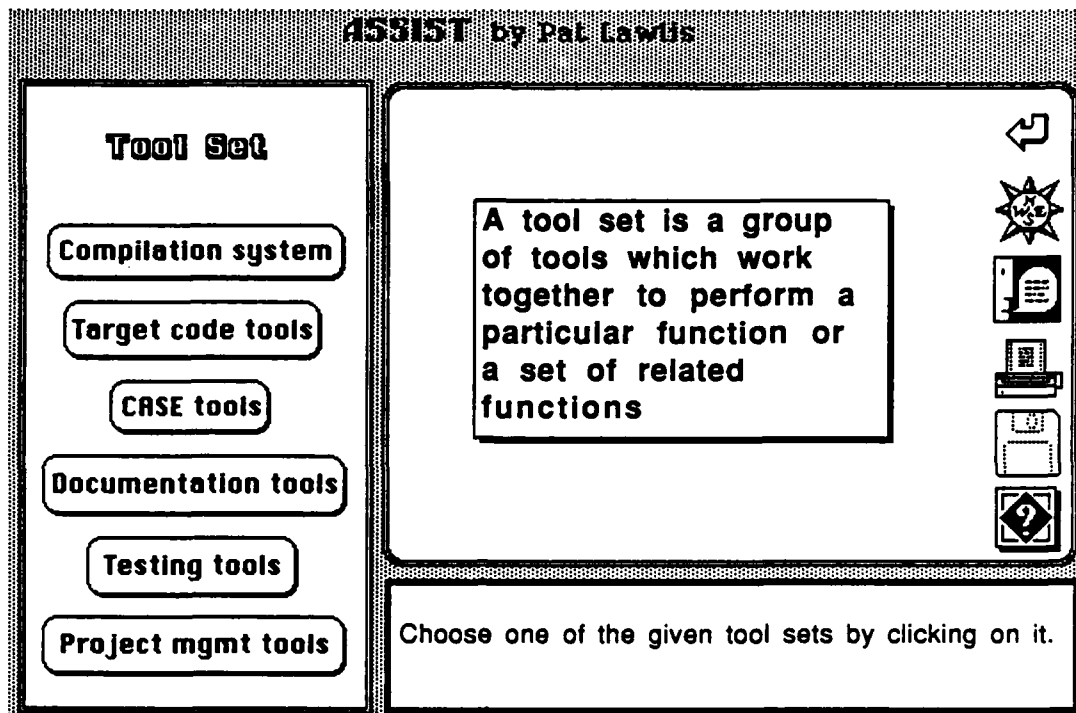 ASSIST by Pat Lawlis
Tool Set
Compilation system
Target code tools
CASE tools
Documentation tools
Testing tools
Project mgmt tools
A tool set is a group
of tools which work
together to perform a
particular function or
a set of related
functions
N
W S E
?
Choose one of the given tool sets by clicking on it.